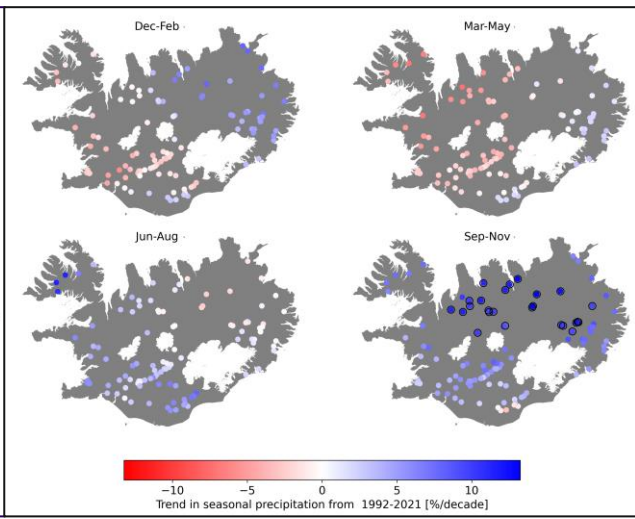 Dec-Feb
Mar-May
Jun-Aug
Sep-Nov
−10 −5 0 5 10
Trend in seasonal precipitation from 1992-2021 [%/decade]